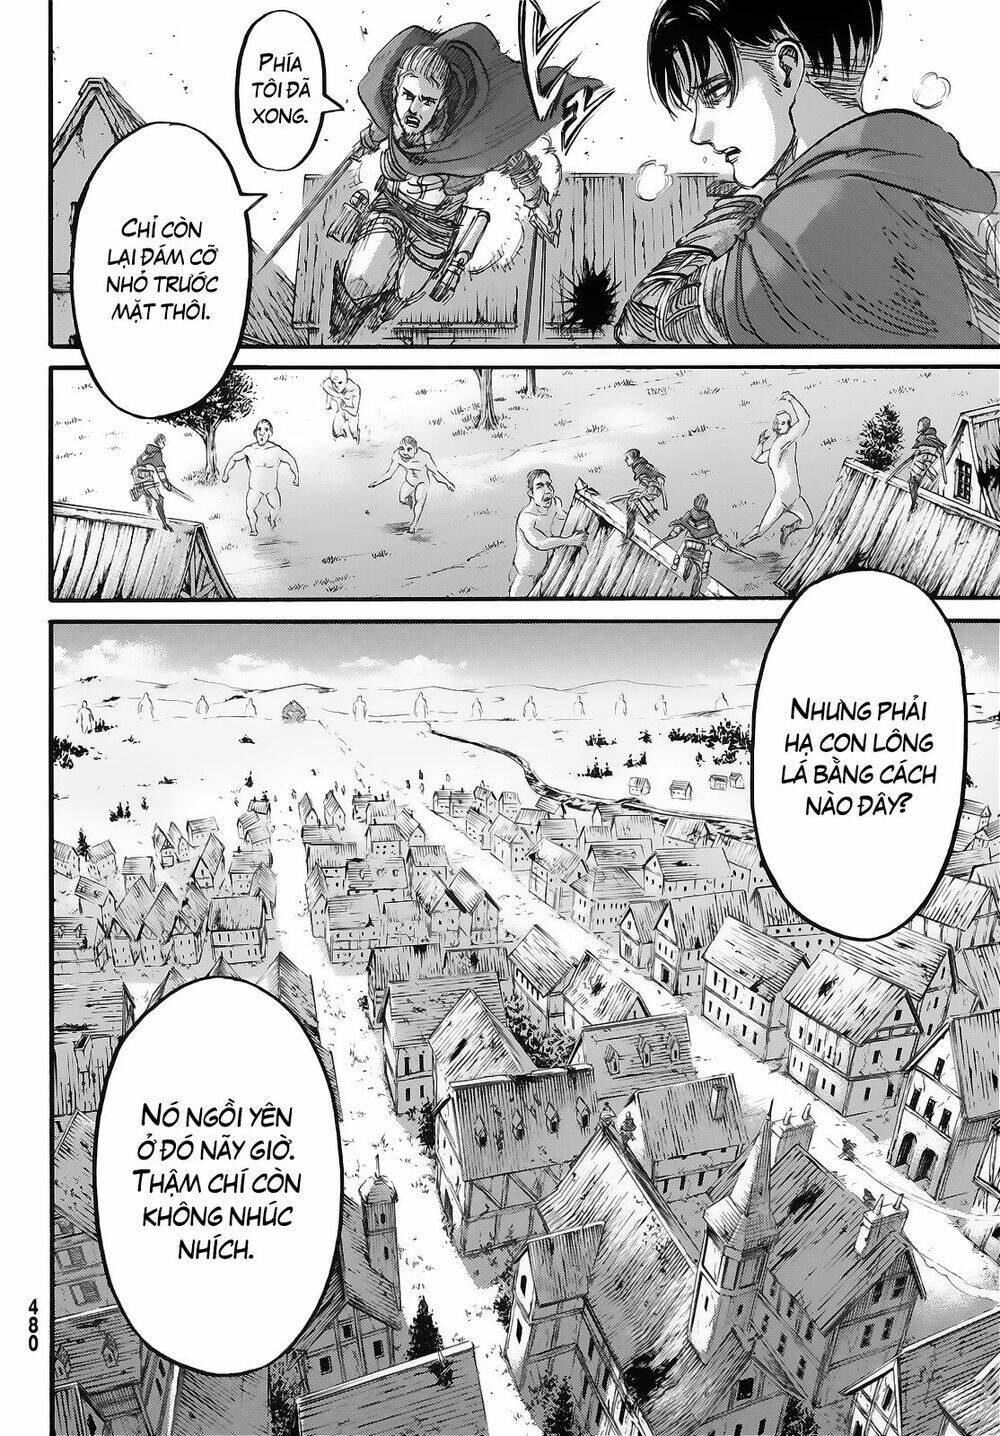 PHÍA
TÔI ĐÃ
XONG.
CHỈ CÒN
LẠI ĐÁM CỠ
NHỎ TRƯỚC
MẶT THÔI.
NHƯNG PHẢI
HẠ CON LÔNG
LÁ BẰNG CÁCH
NÀO ĐÂY?
NÓ NGỒI YÊN
Ở ĐÓ NÃY GIỜ.
THẬM CHÍ CÒN
KHÔNG NHÚC
NHÍCH.
480